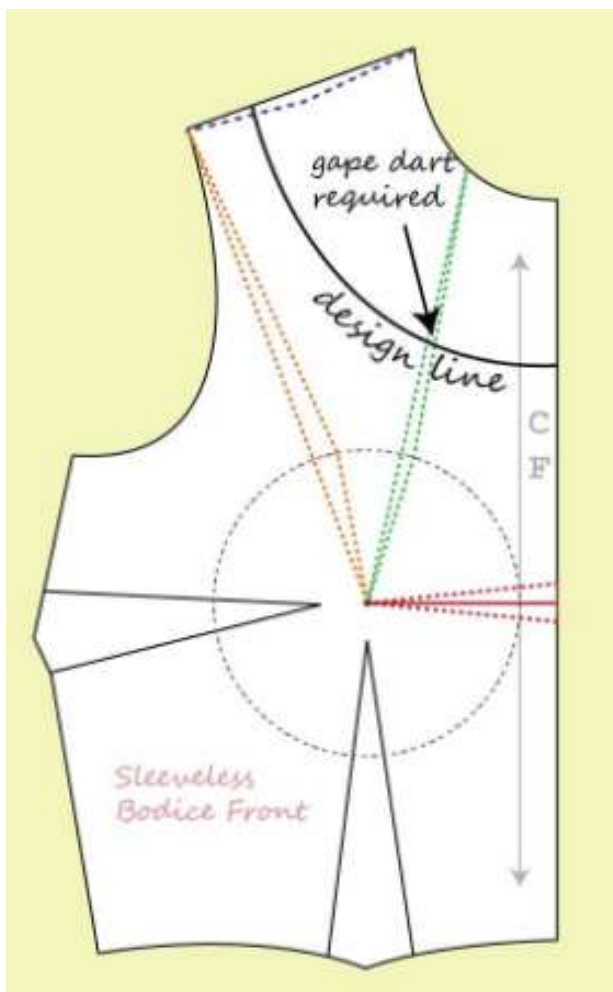 gape dart
required
design line
C
F
Sleeveless
Bodice Front